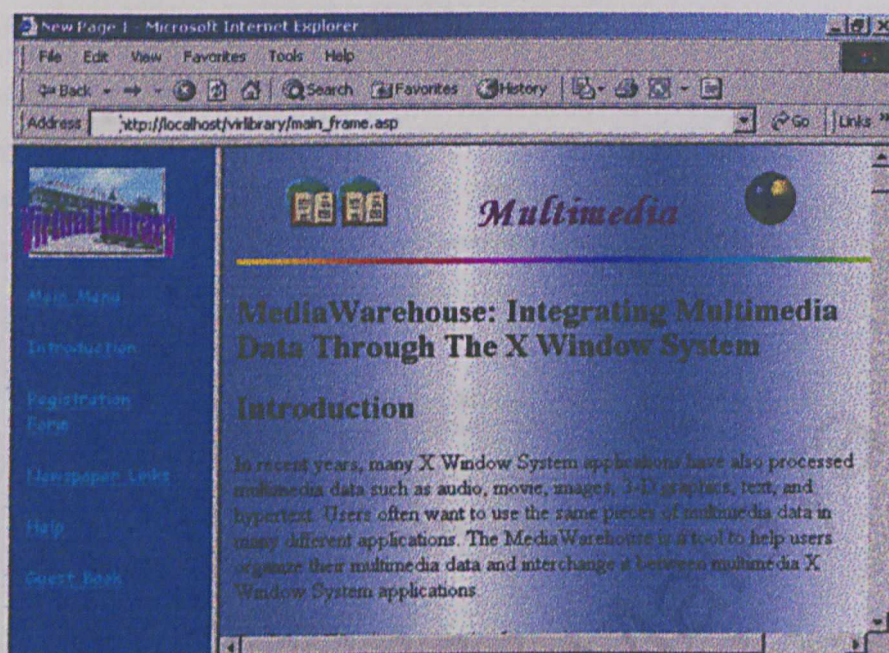 New Page 1 - Microsoft Internet Explorer
File Edit View Favorites Tools Help
Back Search Favorites History
Address http://localhost/virlibrary/main_frame.asp Go Links »
Virtual Library
Main Menu
Introduction
Registration
Form
Newspaper Links
Help
Guest Book
Multimedia
MediaWarehouse: Integrating Multimedia
Data Through The X Window System
Introduction
In recent years, many X Window System applications have also processed
multimedia data such as audio, movie, images, 3-D graphics, text, and
hypertext. Users often want to use the same pieces of multimedia data in
many different applications. The MediaWarehouse is a tool to help users
organize their multimedia data and interchange it between multimedia X
Window System applications.